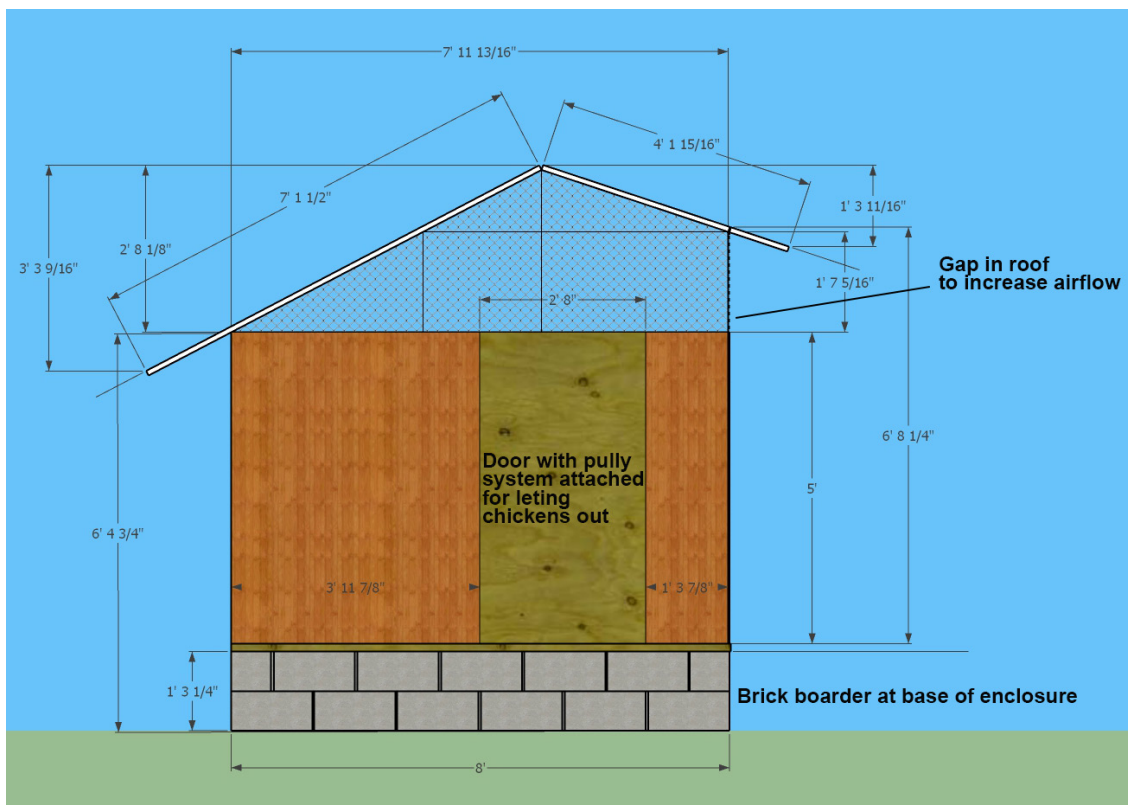 7' 11 13/16"
4' 1 15/16"
7' 1 1/2"
1' 3 11/16"
2' 8 1/8"
3' 3 9/16"
Gap in roof
to increase airflow
1' 7 5/16"
2' 8"
6' 8 1/4"
Door with pully
system attached
for leting
chickens out
5'
6' 4 3/4"
3' 11 7/8"
1' 3 7/8"
1' 3 1/4"
Brick boarder at base of enclosure
8'